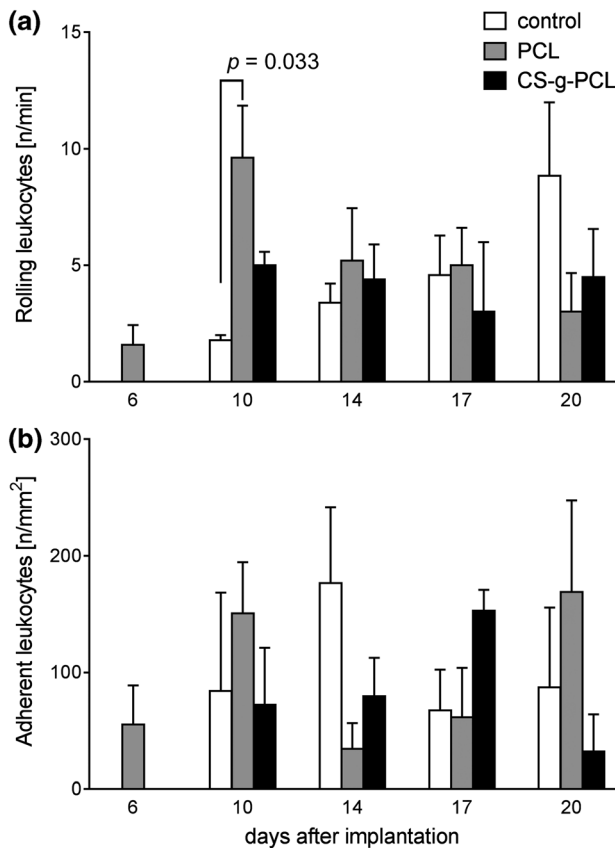 (a)
15
control
PCL
CS-g-PCL
p = 0.033
10
5
0
Rolling leukocytes [n/min]
6 10 14 17 20
(b)
300
200
100
0
Adherent leukocytes [n/mm²]
6 10 14 17 20
days after implantation